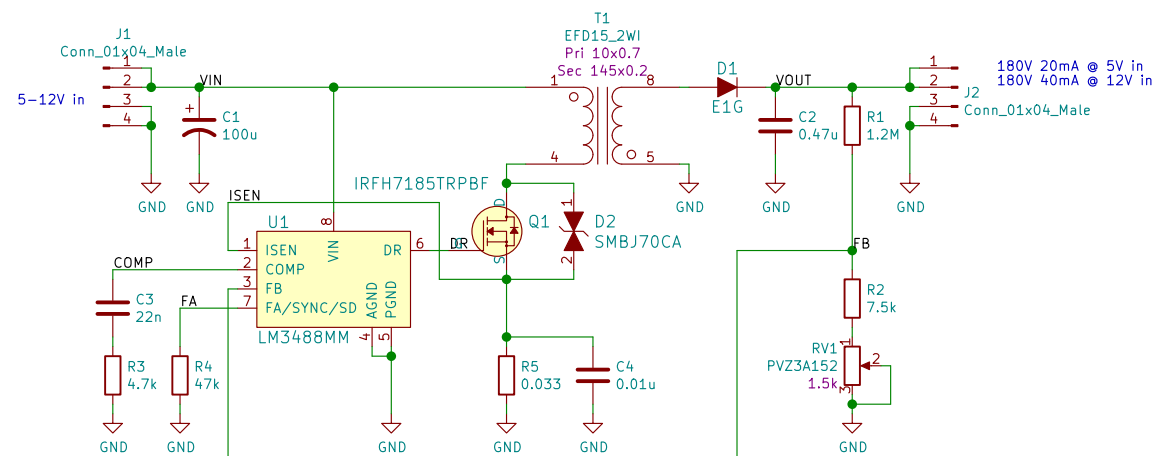 J1
Conn_01x04_Male
1
2
3
4
5-12V in
VIN
+
C1
100u
GND
GND
T1
EFD15_2WI
Pri 10x0.7
Sec 145x0.2
1
8
4
5
GND
D1
E1G
VOUT
C2
0.47u
GND
R1
1.2M
1
2
3
4
J2
Conn_01x04_Male
180V 20mA @ 5V in
180V 40mA @ 12V in
GND
ISEN
IRFH7185TRPBF
D
G
S
Q1
DR
1
D2
SMBJ70CA
2
U1
8
1
ISEN
VIN
DR
6
2
COMP
3
FB
7
FA/SYNC/SD
AGND
PGND
LM3488MM
4
5
COMP
FA
C3
22n
R3
4.7k
GND
R4
47k
GND
GND
R5
0.033
GND
C4
0.01u
GND
FB
R2
7.5k
RV1
PVZ3A152
1.5k
1
2
3
GND